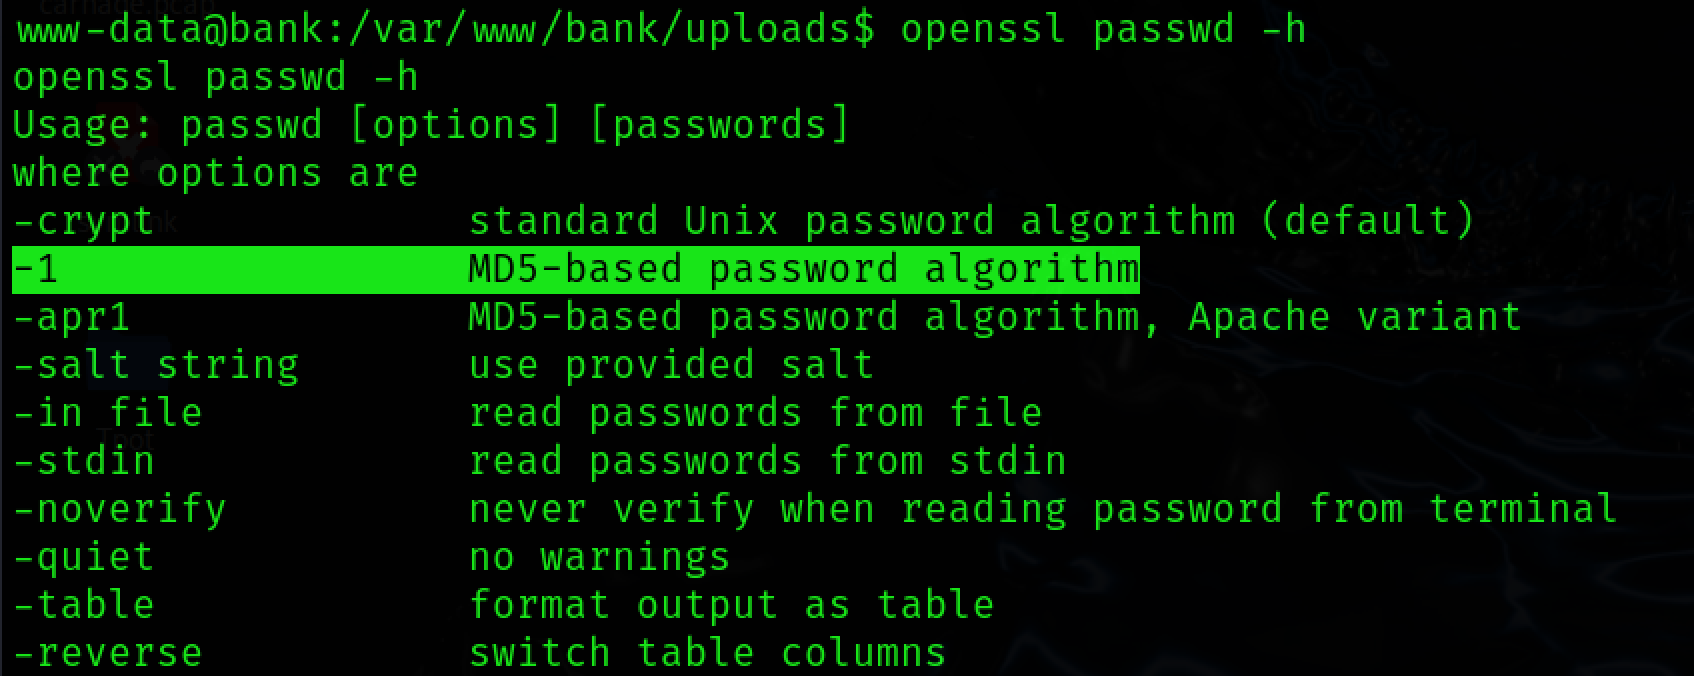 www-data@bank:/var/www/bank/uploads$ openssl passwd -h
openssl passwd -h
Usage: passwd [options] [passwords]
where options are
-crypt             standard Unix password algorithm (default)
-1                 MD5-based password algorithm
-apr1              MD5-based password algorithm, Apache variant
-salt string       use provided salt
-in file           read passwords from file
-stdin             read passwords from stdin
-noverify          never verify when reading password from terminal
-quiet             no warnings
-table             format output as table
-reverse           switch table columns